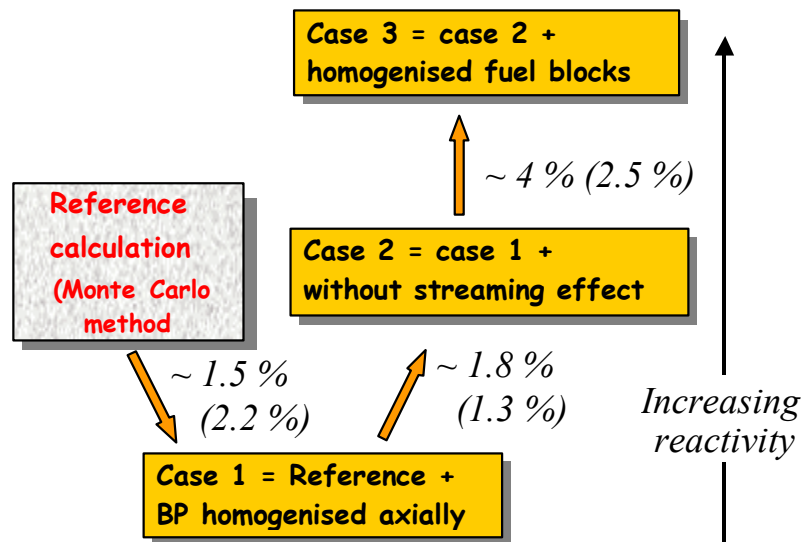 Case 3 = case 2 +
homogenised fuel blocks
~ 4 % (2.5 %)
Reference
calculation
(Monte Carlo
method
Case 2 = case 1 +
without streaming effect
~ 1.5 %
(2.2 %)
~ 1.8 %
(1.3 %)
Increasing
reactivity
Case 1 = Reference +
BP homogenised axially